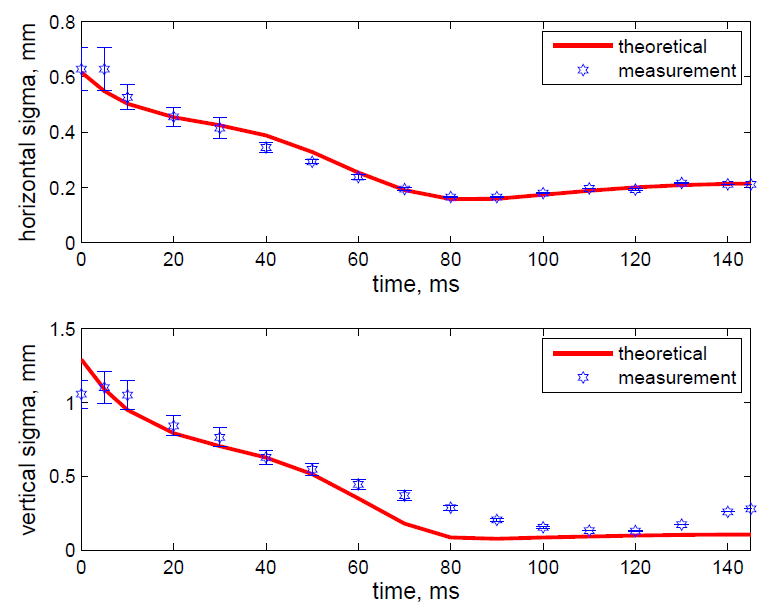 0.8
0.6
0.4
0.2
0
horizontal sigma, mm
theoretical
measurement
0 20 40 60 80 100 120 140
time, ms
1.5
1
0.5
0
vertical sigma, mm
theoretical
measurement
0 20 40 60 80 100 120 140
time, ms